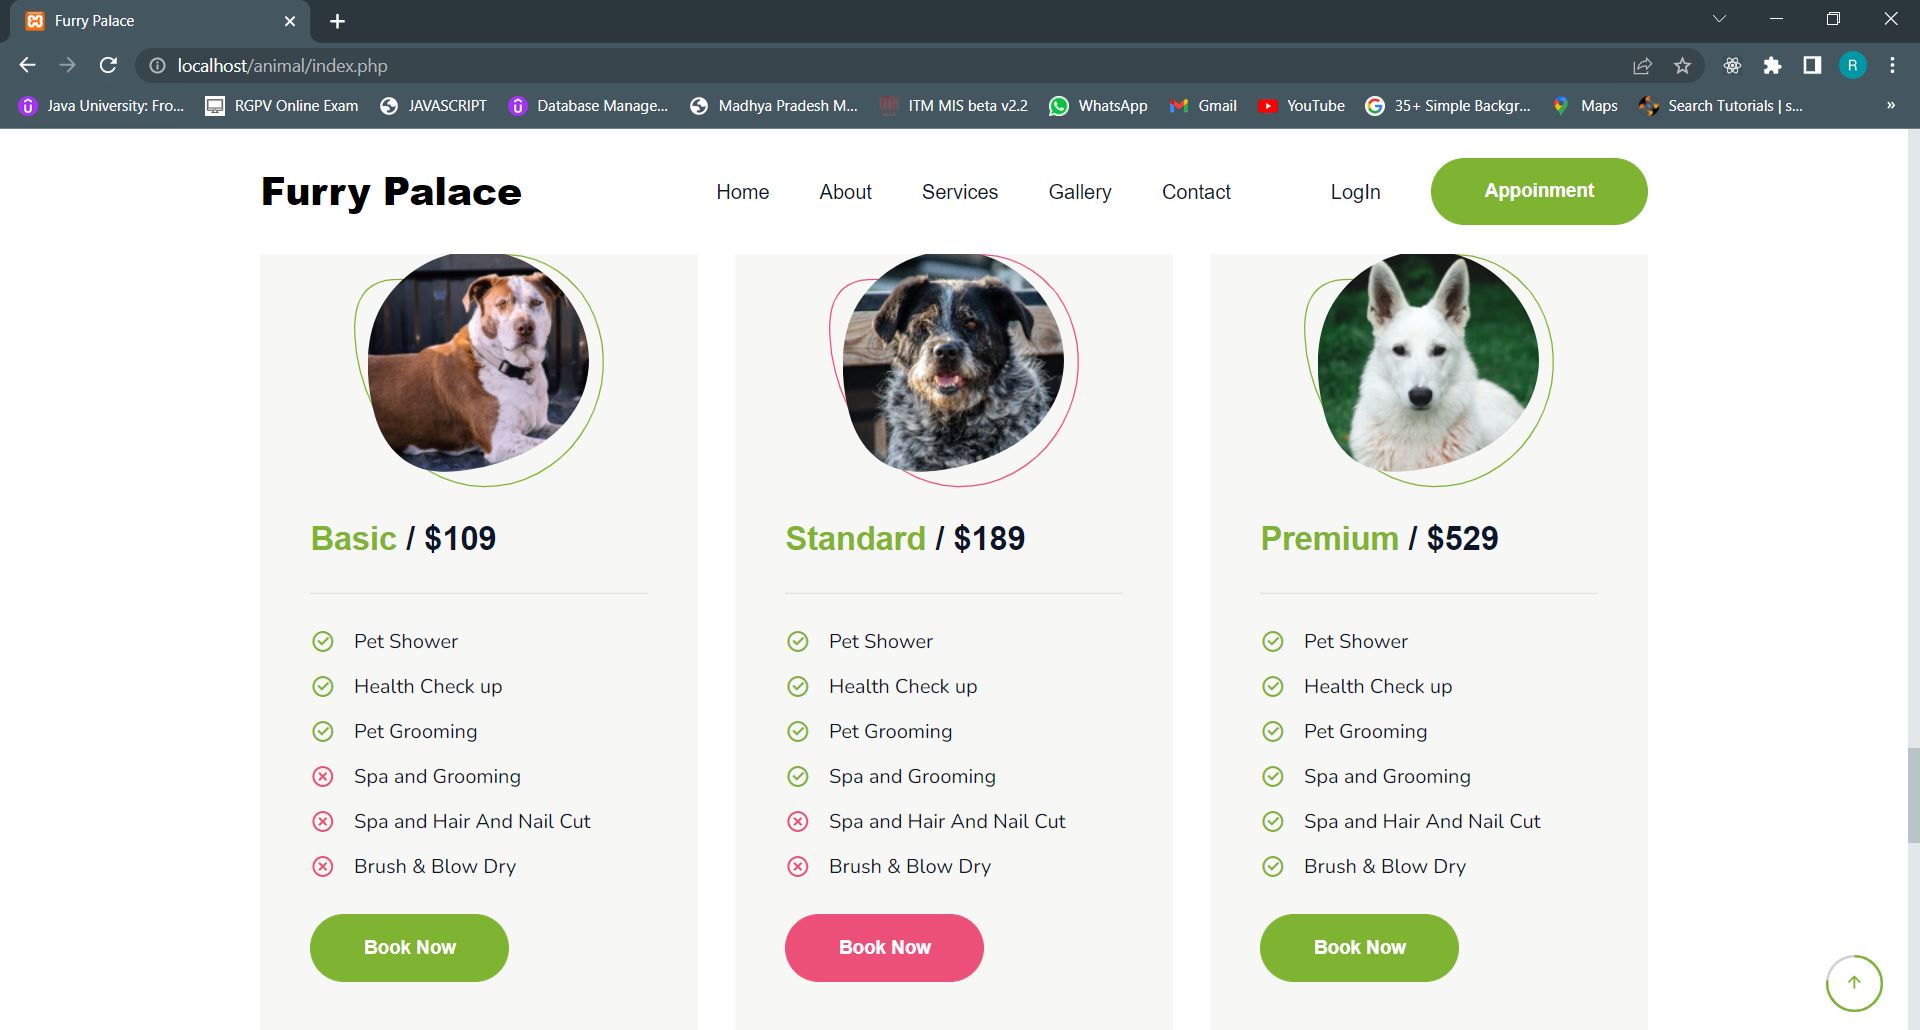 Furry Palace
localhost/animal/index.php
R
Java University: Fro... RGPV Online Exam JAVASCRIPT Database Manage... Madhya Pradesh M... ITM MIS beta v2.2 WhatsApp Gmail YouTube 35+ Simple Backgr... Maps Search Tutorials | s... »
Furry Palace Home About Services Gallery Contact LogIn Appoinment
Basic / $109
Pet Shower
Health Check up
Pet Grooming
Spa and Grooming
Spa and Hair And Nail Cut
Brush & Blow Dry
Book Now
Standard / $189
Pet Shower
Health Check up
Pet Grooming
Spa and Grooming
Spa and Hair And Nail Cut
Brush & Blow Dry
Book Now
Premium / $529
Pet Shower
Health Check up
Pet Grooming
Spa and Grooming
Spa and Hair And Nail Cut
Brush & Blow Dry
Book Now